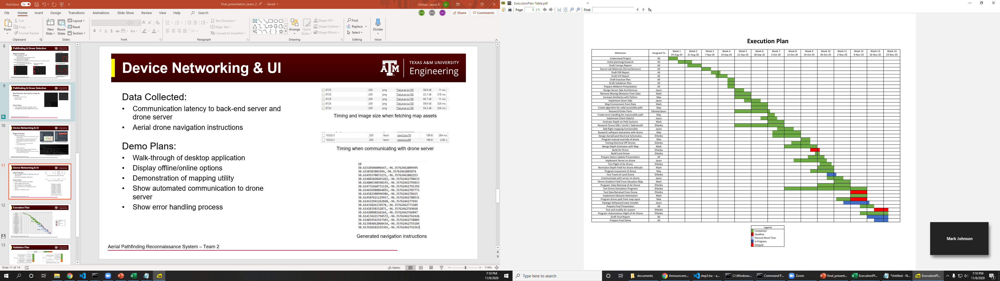 AutoSave On
final_presentation_team_2 - Saved
Gilman, Jason A GJ
File Home Insert Design Transitions Animations Slide Show Review View Help Search
DW MG MJ Share Comments
Paste
Cut
Copy
Format Painter
New Slide
Reuse Slides
Layout
Reset
Section
12
Text Direction
Align Text
Convert to SmartArt
Arrange
Quick Styles
Shape Fill
Shape Outline
Shape Effects
Find
Replace
Select
Dictate
Clipboard Slides Font Paragraph Drawing Editing Voice
8
Pathfinding & Drone Detection
9
Pathfinding & Drone Detection
10
Device Networking & UI
11
Device Networking & UI
12
Execution Plan
13
Validation Plan
Device Networking & UI
TEXAS A&M UNIVERSITY
Engineering
Data Collected:
• Communication latency to back-end server and
drone server
• Aerial drone navigation instructions
Demo Plans:
• Walk-through of desktop application
• Display offline/online options
• Demonstration of mapping utility
• Show automated communication to drone
server
• Show error handling process
6725 200 png TileLayer.js:158 58.8 kB 11 ms
6725 200 png TileLayer.js:158 22.1 kB 318 ms
6725 200 png TileLayer.js:158 60.7 kB 11 ms
6724 200 png TileLayer.js:158 59.6 kB 326 ms
6724 200 png TileLayer.js:158 54.2 kB 326 ms
Timing and image size when fetching map assets
10.0.0.1 200 fetch step3.tsx:76 199 B 264 ms
10.0.0.1 200 fetch step4.tsx:99 199 B 2.60 s
Timing when communicating with drone server
10
30.61510506006647,-96.35762462809495
30.6150303801994,-96.35762462805874
30.61495570033233,-96.35762462802253
30.614881020465262,-96.35762462798633
30.61480634059819​3,-96.35762462795013
30.614731660731124,-96.35762462791392
30.614656980864055,-96.35762462787771
30.614582300996986,-96.3576246278415
30.614507621129917,-96.35762462780531
30.614432941262848,-96.3576246277691
30.61435826139578,-96.35762462773289
30.61428358152871,-96.35762462769668
30.61420890166164,-96.35762462766047
30.614134221794572,-96.35762462762426
30.614059541927503,-96.35762462758805
30.613984862060434,-96.35762462755184
30.613910182193365,-96.35762462751563
Generated navigation instructions
Aerial Pathfinding Reconnaissance System – Team 2
Slide 11 of 14
Notes
114%
7:10 PM
11/8/2020
ExecutionPlan-Table.pdf
Page: 1 / 1 Find:
Execution Plan
Milestone Assigned To Week 1 Week 2 Week 3 Week 4 Week 5 Week 6 Week 7 Week 8 Week 9 Week 10 Week 11 Week 12 Week 13 Week 14
24-Aug-20 31-Aug-20 7-Sep-20 14-Sep-20 21-Sep-20 28-Sep-20 5-Oct-20 12-Oct-20 19-Oct-20 26-Oct-20 2-Nov-20 9-Nov-20 16-Nov-20 23-Nov-20
Understand Project All
Initial planning/research All
Draft Conops Report All
Source Lab Materials (Drone/Sensors) All
Draft FSR Report All
Draft ICD Report All
Draft Exection Plan All
Draft Validation Plan All
Prepare Midterm Presentation All
Design Server-Side Architecture Jason
Remove Moving Obstacles from Data Mark
Increase familiarity with Python Max
Implement Sever-Side Jason
Map Environment from Data Mark
Create algorithm for valid accessible path Max
Research/Order Parts Dilanka/Jason
Create error handling for inaccessible path Max
Implement Client-Side/UI Jason
Estimate Depth on Path Sections Mark
Research Drone SDK / stm32 / Sabretooth Dilanka
Add flight mapping functionality Jason
Research software interaction with drone Max
Design Aerial/Land Electrical Schematics Dilanka
Program manual override of drone Max
Testing Electrical Off Drones Dilanka
Merge Depth Estimates with Map Mark
Build Air Drone Dilanka
Build Land Drone Dilanka
Prepare Status Update Presentation All
Implement Server on drone Jason
Test Flight of Air Drone Dilanka
Normalize Depth Field for Drone Altitude Mark
Program movement of drone Max
Test Travel of Land Drone Dilanka
Communicate with server on drone Jason
Derive Gradient Field From Elevation Map Mark
Program: Data Retreival of Air Drone Dilanka
Test Drone Simulation Programs Dilanka
Test Data Retreival From Drone Dilanka
Implement Obstacle Delineation Mark
Program drone path from map input Max
Package Software/Create Installer Jason
Prepare Final Presentaion All
Test and modify Air system Dilanka
Program: Autonomous Flight of Air Drone Dilanka
Draft Final Report All
Prepare Final Demo All
Legend
Completed
Deadline
Planned Work Time
In Progress
Delayed
Mark Johnson
Type here to search
documents
Announcem...
step3.tsx - a...
C:\Windows...
Command P...
Zoom
final_present...
ExecutionPl...
*Untitled - N...
ExecutionPl...
7:10 PM
11/8/2020